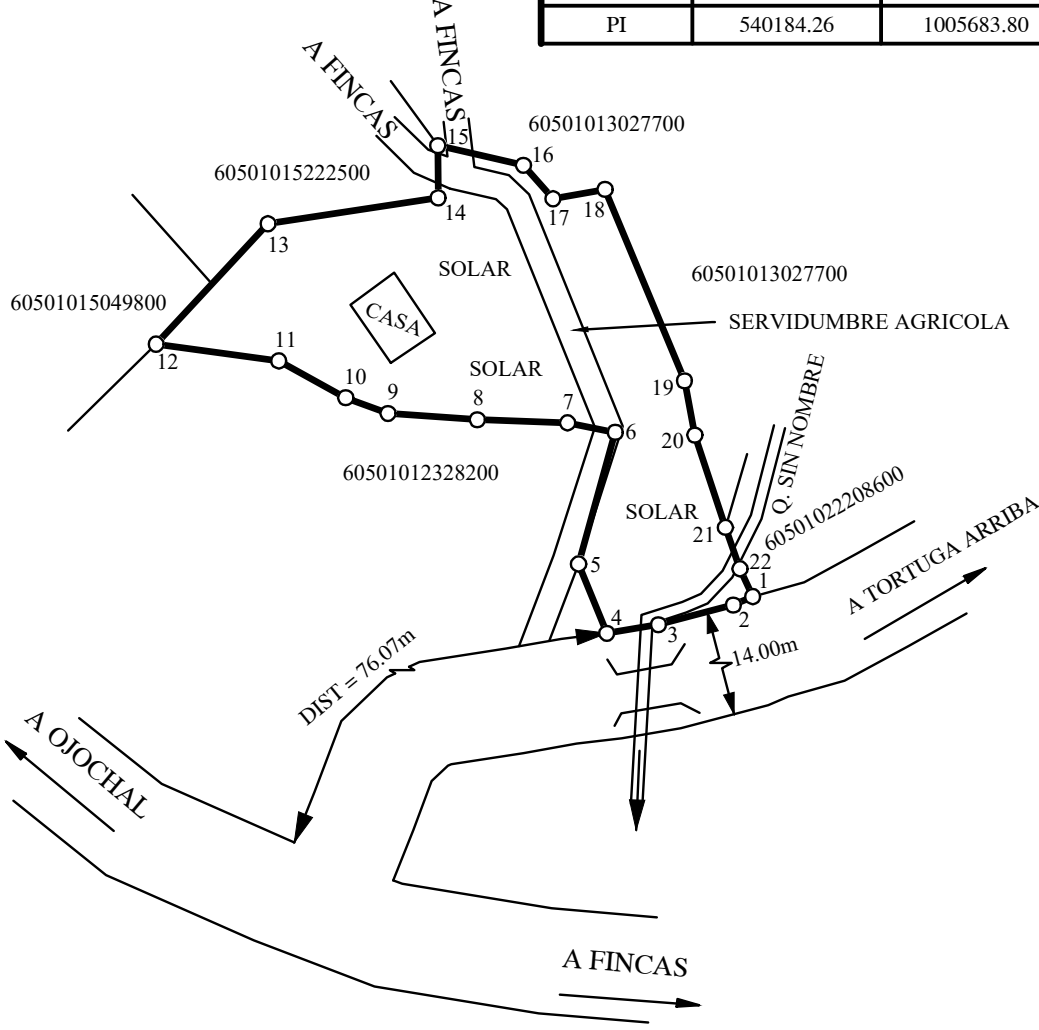 PI 540184.26 1005683.80
A FINCAS
A FINCAS
60501013027700
15
16
60501015222500
14
17
18
13
SOLAR
60501013027700
60501015049800
CASA
SERVIDUMBRE AGRICOLA
12
11
SOLAR
19
10
9
8
7
6
20
Q. SIN NOMBRE
60501012328200
SOLAR
21
60501022208600
5
22
1
A TORTUGA ARRIBA
4
3
2
14.00m
DIST = 76.07m
A OJOCHAL
A FINCAS